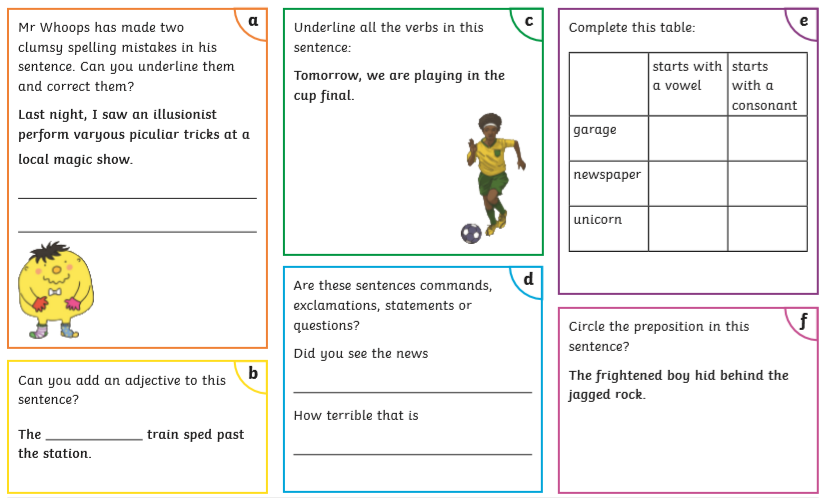 a
Mr Whoops has made two
clumsy spelling mistakes in his
sentence. Can you underline them
and correct them?
Last night, I saw an illusionist
perform varyous piculiar tricks at a
local magic show.
b
Can you add an adjective to this
sentence?
The ______________ train sped past
the station.
c
Underline all the verbs in this
sentence:
Tomorrow, we are playing in the
cup final.
d
Are these sentences commands,
exclamations, statements or
questions?
Did you see the news
How terrible that is
e
Complete this table:
starts with
a vowel
starts
with a
consonant
garage
newspaper
unicorn
f
Circle the preposition in this
sentence?
The frightened boy hid behind the
jagged rock.